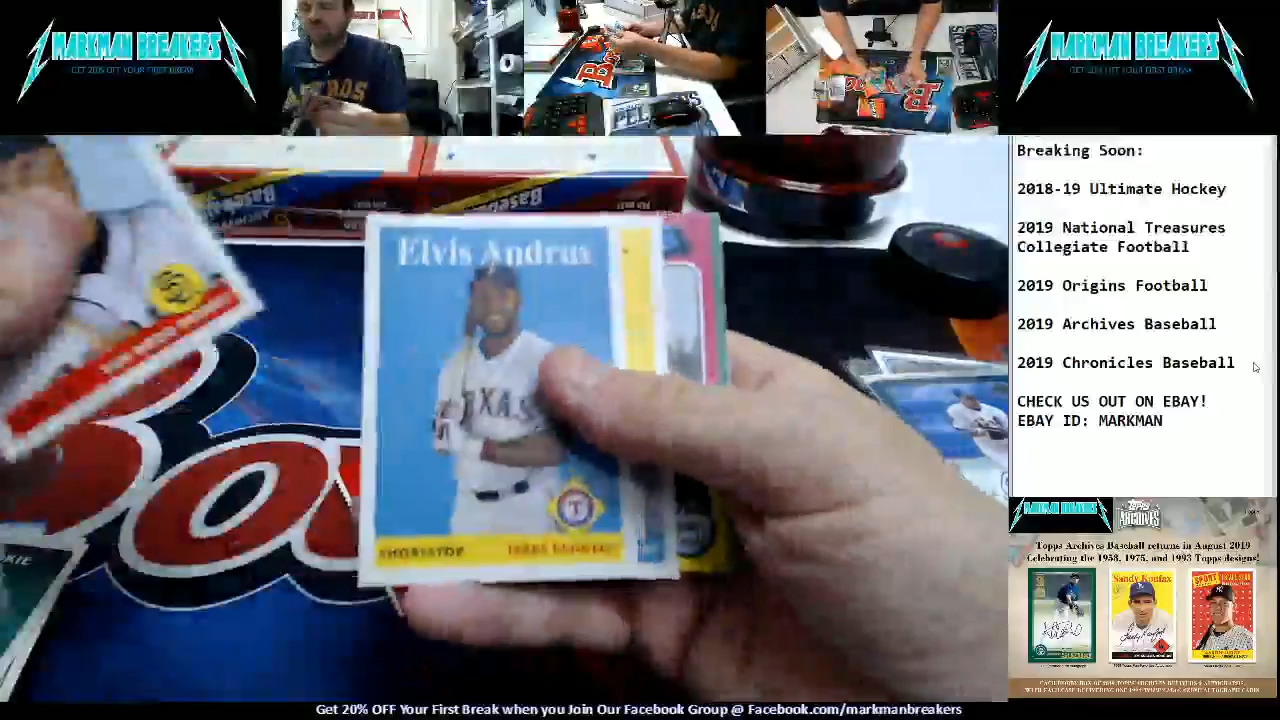 MARKMAN BREAKERS
GET 20% OFF YOUR FIRST BREAK
MARKMAN BREAKERS
GET 20% OFF YOUR FIRST BREAK
Breaking Soon:
2018-19 Ultimate Hockey
2019 National Treasures
Collegiate Football
2019 Origins Football
2019 Archives Baseball
2019 Chronicles Baseball
CHECK US OUT ON EBAY!
EBAY ID: MARKMAN
Elvis Andrus
TEXAS
SHORTSTOP
TEXAS RANGERS
MARKMAN BREAKERS
TOPPS
ARCHIVES
Topps Archives Baseball returns in August 2019
Celebrating the 1958, 1975, and 1993 Topps designs!
Sandy Koufax
SPORT
Get 20% OFF Your First Break when you Join Our Facebook Group @ Facebook.com/markmanbreakers